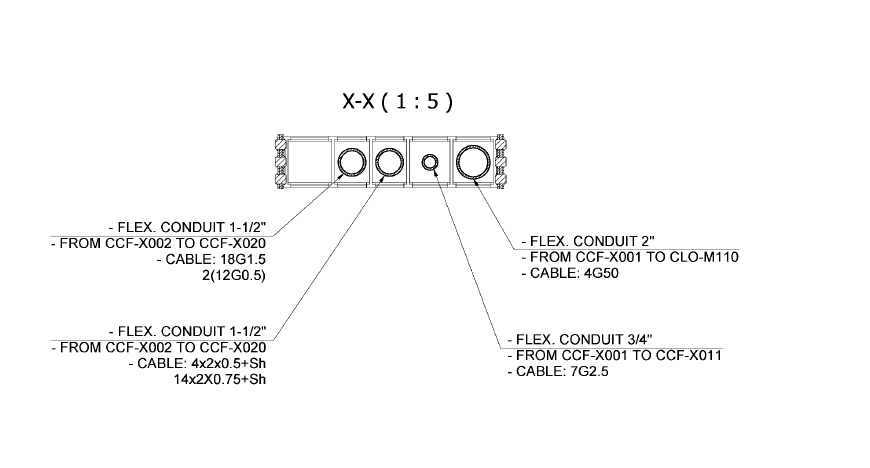 X-X ( 1 : 5 )
- FLEX. CONDUIT 1-1/2"
- FROM CCF-X002 TO CCF-X020
- CABLE: 18G1.5
2(12G0.5)
- FLEX. CONDUIT 2"
- FROM CCF-X001 TO CLO-M110
- CABLE: 4G50
- FLEX. CONDUIT 1-1/2"
- FROM CCF-X002 TO CCF-X020
- CABLE: 4x2x0.5+Sh
14x2X0.75+Sh
- FLEX. CONDUIT 3/4"
- FROM CCF-X001 TO CCF-X011
- CABLE: 7G2.5